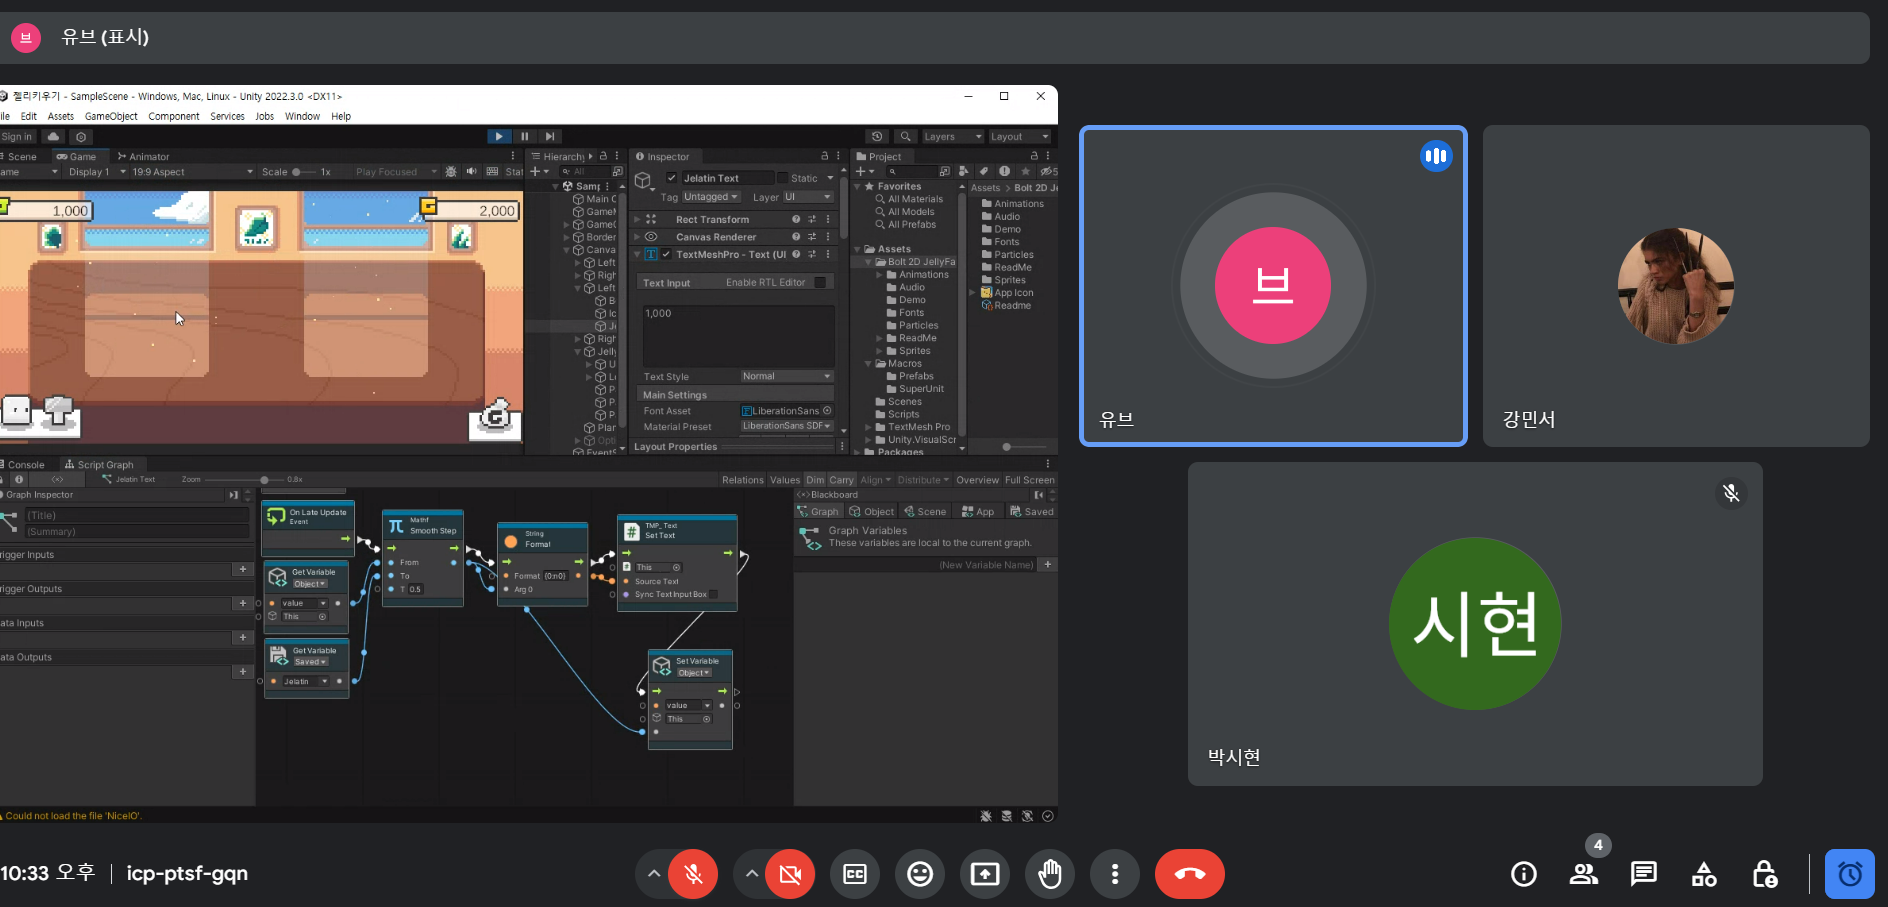 브 유브 (표시)
젤리키우기 - SampleScene - Windows, Mac, Linux - Unity 2022.3.0 <DX11>
Edit Assets GameObject Component Services Jobs Window Help
Sign in
Layers Layout
Scene Game Animator
Display 1 19:9 Aspect Scale 1x Play Focused
1,000
2,000
Hierarchy
All
Canva
Inspector
Jelatin Text Static
Tag Untagged Layer UI
Rect Transform
Canvas Renderer
TextMeshPro - Text (UI
Text Input Enable RTL Editor
1,000
Text Style Normal
Main Settings
Font Asset LiberationSans
Material Preset LiberationSans SDF
Layout Properties
Project
Favorites
All Materials
All Models
All Prefabs
Assets
Bolt 2D JellyFa
Animations
Audio
Demo
Fonts
Particles
ReadMe
Sprites
Macros
Prefabs
SuperUnit
Scenes
Scripts
TextMesh Pro
Unity.VisualScr
Packages
Assets > Bolt 2D Je
Animations
Audio
Demo
Fonts
Particles
ReadMe
Sprites
App Icon
Readme
Console Script Graph
Jelatin Text Zoom 0.8x
Relations Values Dim Carry Align Distribute Overview Full Screen
Graph Inspector
(Title)
(Summary)
rigger Inputs
rigger Outputs
ata Inputs
ata Outputs
On Late Update
Event
Get Variable
Object
value
This
Get Variable
Saved
Jelatin
Mathf
Smooth Step
From
To
T 0.5
String
Format
Format {0:n0}
Arg 0
TMP_Text
Set Text
This
Source Text
Sync Text Input Box
Set Variable
Object
value
This
Blackboard
Graph Object Scene App Saved
Graph Variables
These variables are local to the current graph.
(New Variable Name)
Could not load the file 'NiceIO'.
브
유브
강민서
시현
박시현
10:33 오후 | icp-ptsf-gqn
4